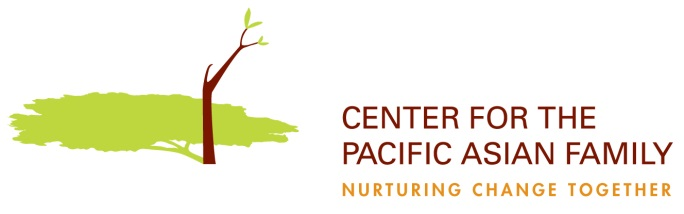 CENTER FOR THE
PACIFIC ASIAN FAMILY
NURTURING CHANGE TOGETHER